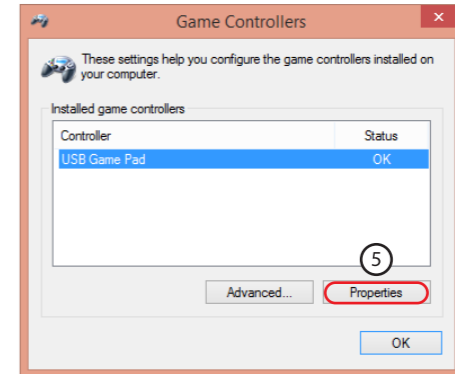 Game Controllers
These settings help you configure the game controllers installed on
your computer.
Installed game controllers
Controller Status
USB Game Pad OK
5
Advanced... Properties
OK